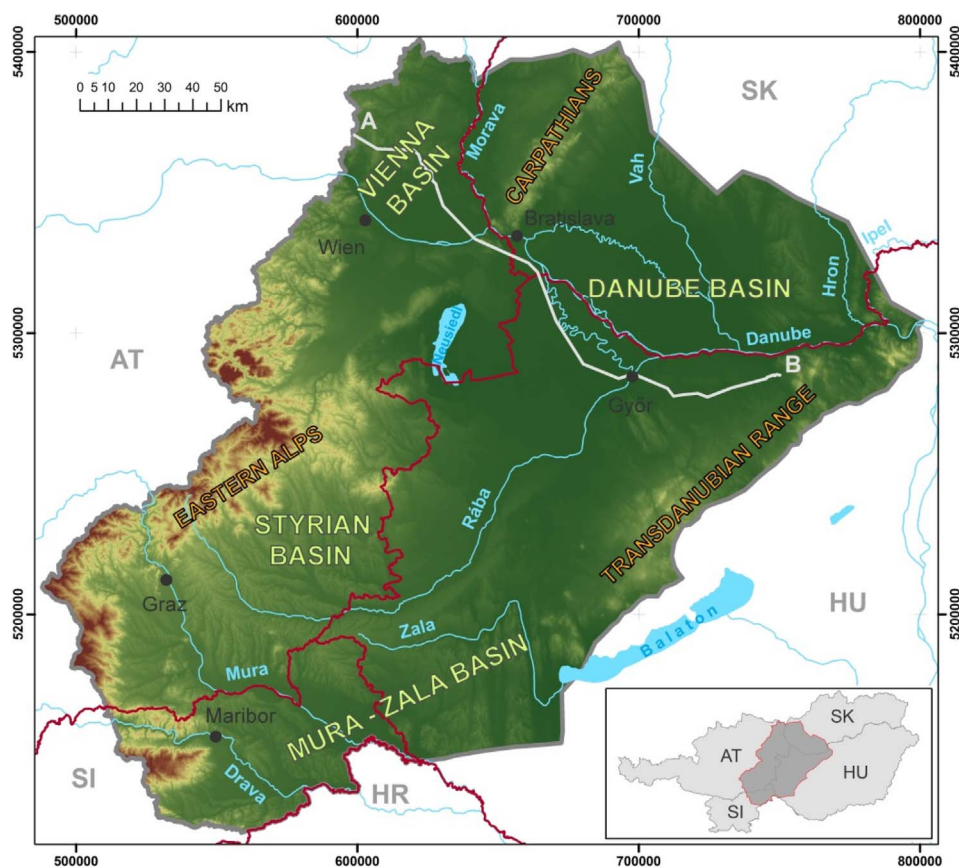 500000
600000
700000
800000
5400000
5400000
0 5 10 20 30 40 50
km
SK
A
VIENNA
BASIN
Morava
CARPATHIANS
Vah
Wien
Bratislava
Ipel
Hron
DANUBE BASIN
5300000
5300000
AT
Neusiedl
Danube
B
Győr
EASTERN ALPS
STYRIAN
BASIN
Rába
TRANSDANUBIAN RANGE
Graz
5200000
5200000
HU
Zala
Balaton
Mura
MURA - ZALA BASIN
Maribor
SI
Drava
HR
SK
AT
HU
SI
500000
600000
700000
800000